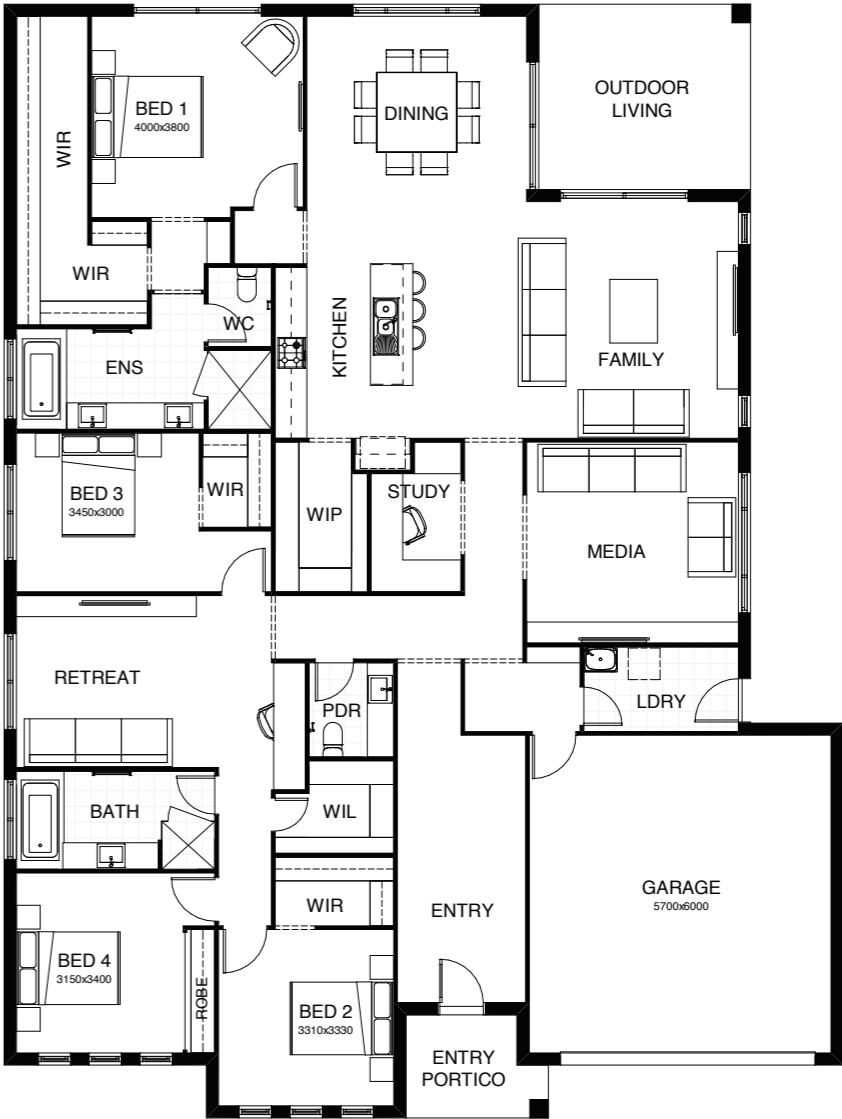 WIR
BED 1
4000x3800
DINING
OUTDOOR
LIVING
WIR
WC
ENS
KITCHEN
FAMILY
BED 3
3450x3000
WIR
WIP
STUDY
MEDIA
RETREAT
PDR
LDRY
BATH
WIL
WIR
ENTRY
GARAGE
5700x6000
BED 4
3150x3400
ROBE
BED 2
3310x3330
ENTRY
PORTICO